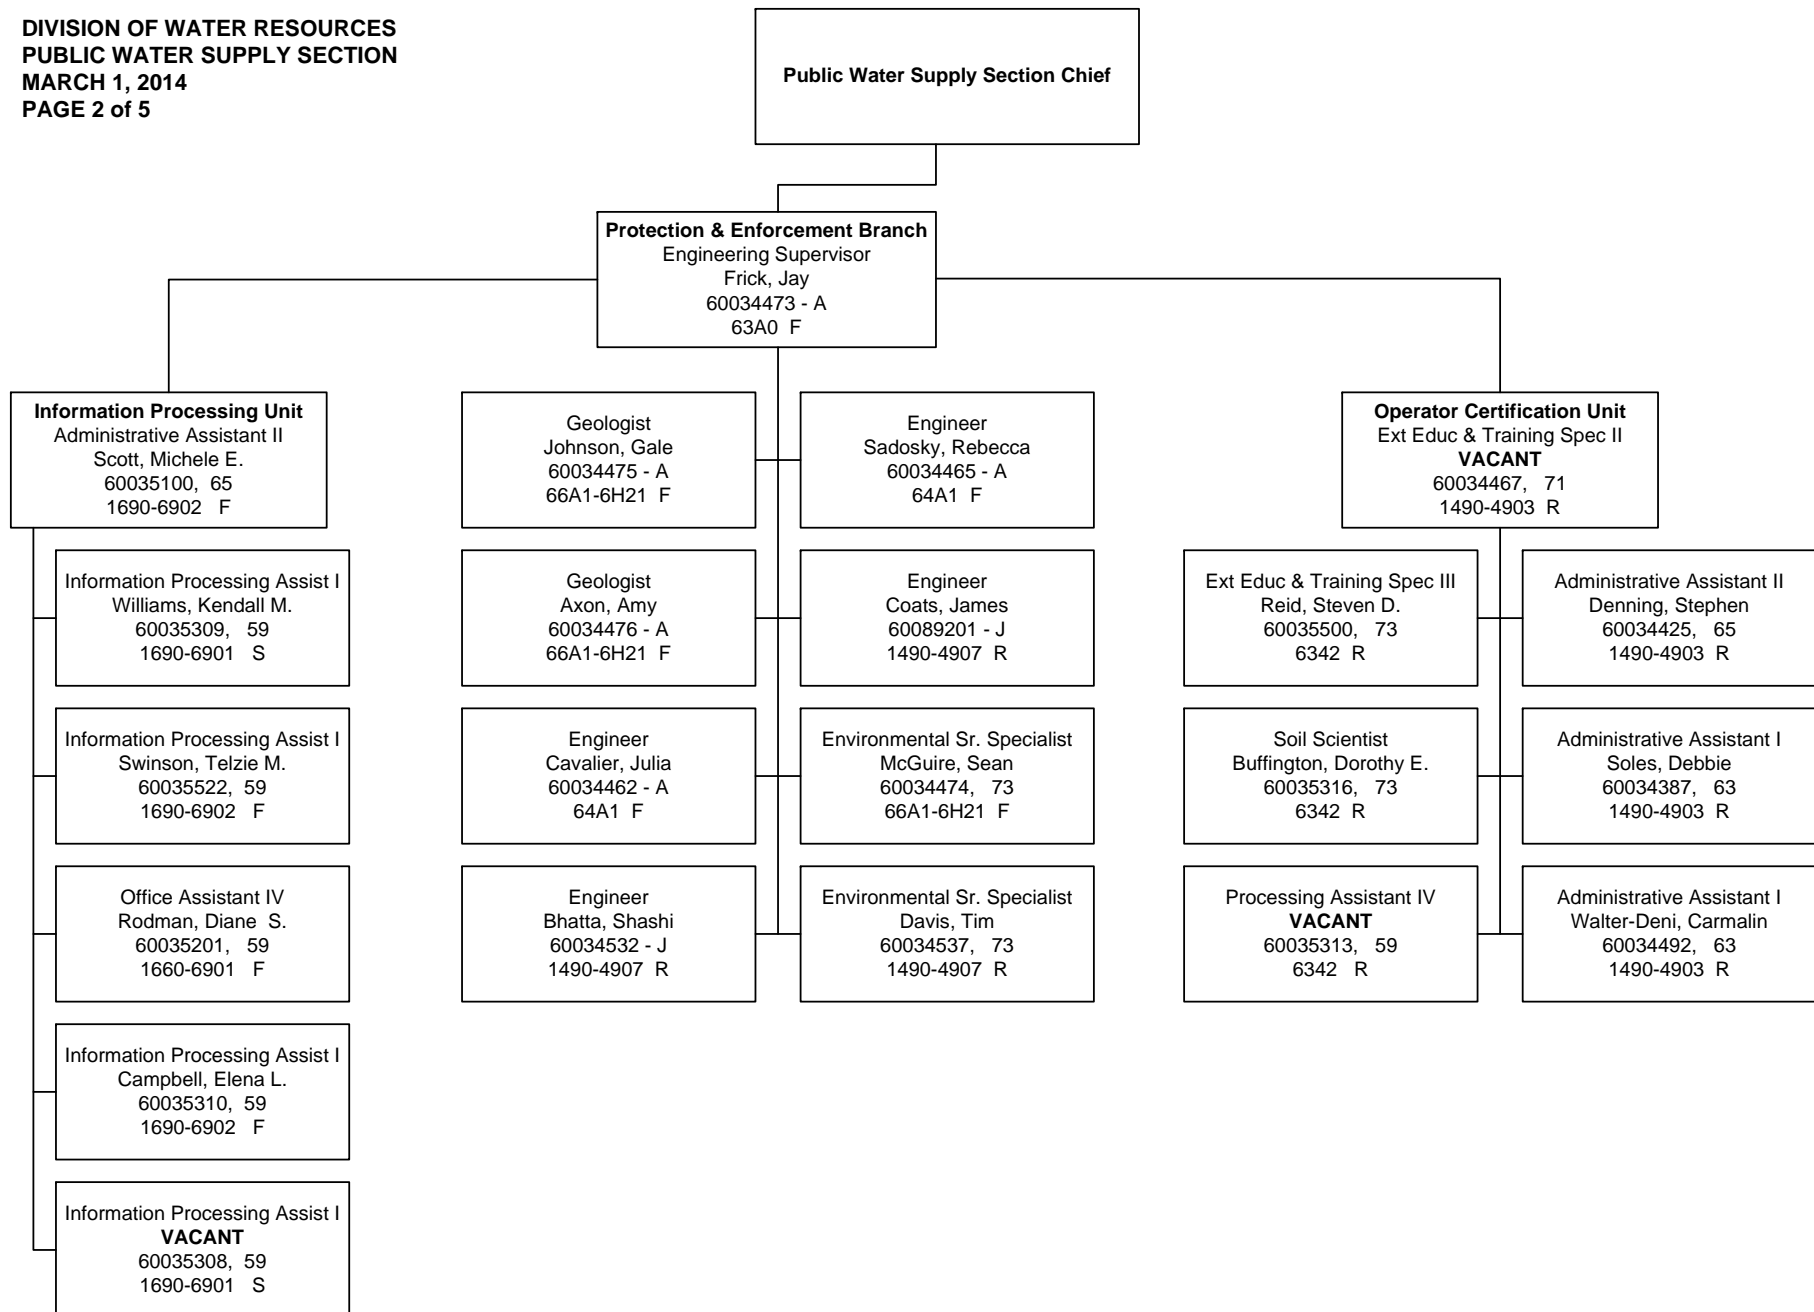 DIVISION OF WATER RESOURCES
PUBLIC WATER SUPPLY SECTION
MARCH 1, 2014
PAGE 2 of 5
Public Water Supply Section Chief
Protection & Enforcement Branch
Engineering Supervisor
Frick, Jay
60034473 - A
63A0 F
Information Processing Unit
Administrative Assistant II
Scott, Michele E.
60035100, 65
1690-6902 F
Information Processing Assist I
Williams, Kendall M.
60035309, 59
1690-6901 S
Information Processing Assist I
Swinson, Telzie M.
60035522, 59
1690-6902 F
Office Assistant IV
Rodman, Diane S.
60035201, 59
1660-6901 F
Information Processing Assist I
Campbell, Elena L.
60035310, 59
1690-6902 F
Information Processing Assist I
VACANT
60035308, 59
1690-6901 S
Geologist
Johnson, Gale
60034475 - A
66A1-6H21 F
Engineer
Sadosky, Rebecca
60034465 - A
64A1 F
Geologist
Axon, Amy
60034476 - A
66A1-6H21 F
Engineer
Coats, James
60089201 - J
1490-4907 R
Engineer
Cavalier, Julia
60034462 - A
64A1 F
Environmental Sr. Specialist
McGuire, Sean
60034474, 73
66A1-6H21 F
Engineer
Bhatta, Shashi
60034532 - J
1490-4907 R
Environmental Sr. Specialist
Davis, Tim
60034537, 73
1490-4907 R
Operator Certification Unit
Ext Educ & Training Spec II
VACANT
60034467, 71
1490-4903 R
Ext Educ & Training Spec III
Reid, Steven D.
60035500, 73
6342 R
Administrative Assistant II
Denning, Stephen
60034425, 65
1490-4903 R
Soil Scientist
Buffington, Dorothy E.
60035316, 73
6342 R
Administrative Assistant I
Soles, Debbie
60034387, 63
1490-4903 R
Processing Assistant IV
VACANT
60035313, 59
6342 R
Administrative Assistant I
Walter-Deni, Carmalin
60034492, 63
1490-4903 R